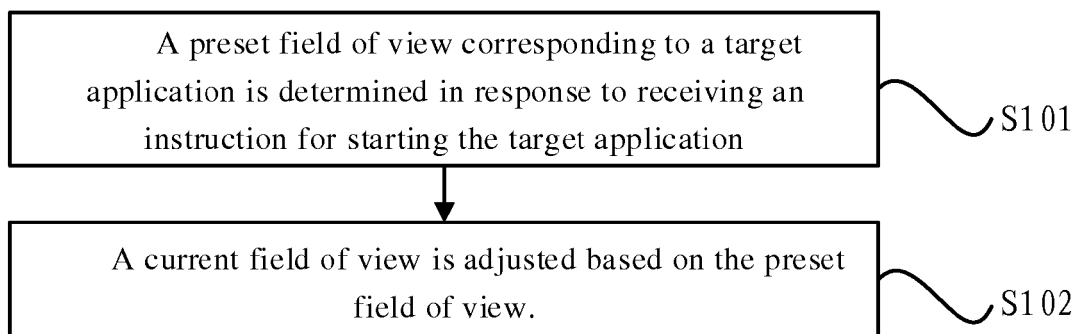 A preset field of view corresponding to a target
application is determined in response to receiving an
instruction for starting the target application
S101
A current field of view is adjusted based on the preset
field of view.
S102